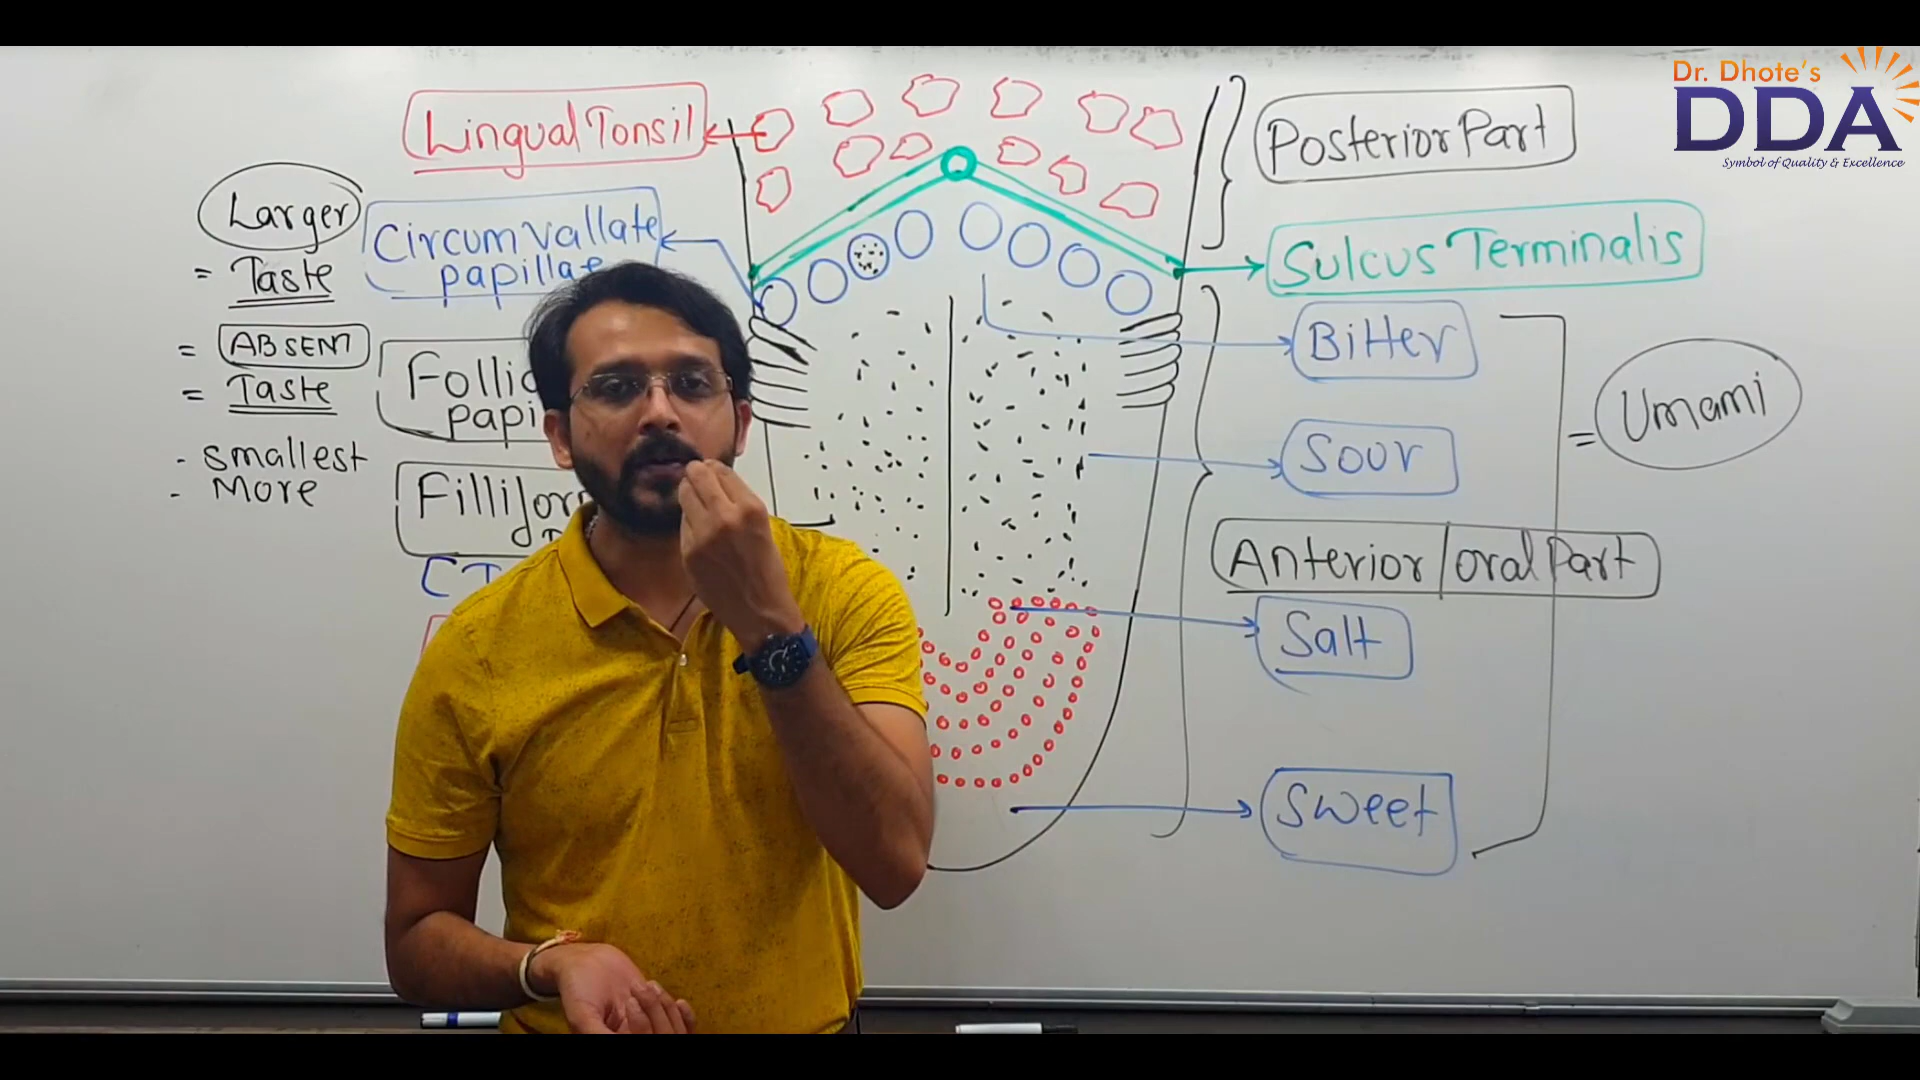 Dr. Dhote's
DDA
Symbol of Quality & Excellence
Lingual Tonsil
Posterior Part
Larger
= Taste
Circumvallate
papillae
Sulcus Terminalis
= ABSENT
= Taste
Bitter
Umami
=
Sour
- Smallest
- More
Anterior/oral Part
Salt
Sweet